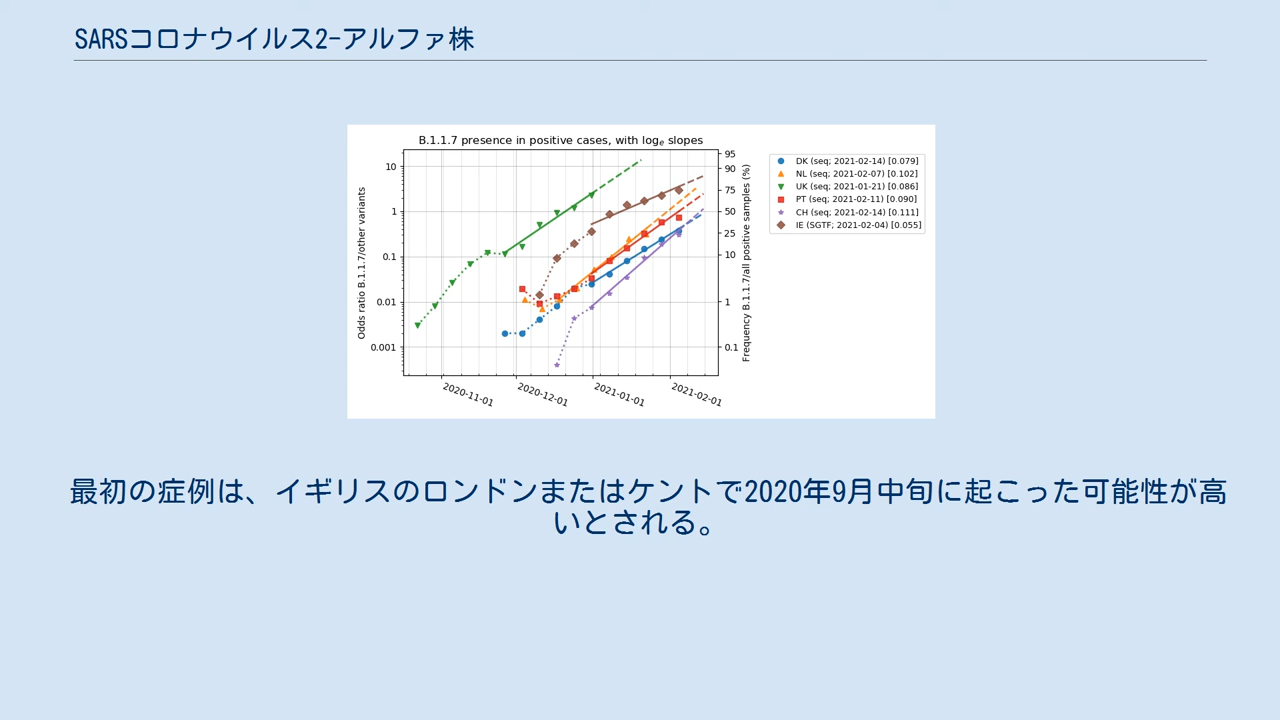 SARSコロナウイルス2-アルファ株
B.1.1.7 presence in positive cases, with logₑ slopes
Odds ratio B.1.1.7/other variants
10
1
0.1
0.01
0.001
95
90
75
50
25
10
1
0.1
Frequency B.1.1.7/all positive samples (%)
2020-11-01
2020-12-01
2021-01-01
2021-02-01
DK (seq; 2021-02-14) [0.079]
NL (seq; 2021-02-07) [0.102]
UK (seq; 2021-01-21) [0.086]
PT (seq; 2021-02-11) [0.090]
CH (seq; 2021-02-14) [0.111]
IE (SGTF; 2021-02-04) [0.055]
最初の症例は、イギリスのロンドンまたはケントで2020年9月中旬に起こった可能性が高
いとされる。